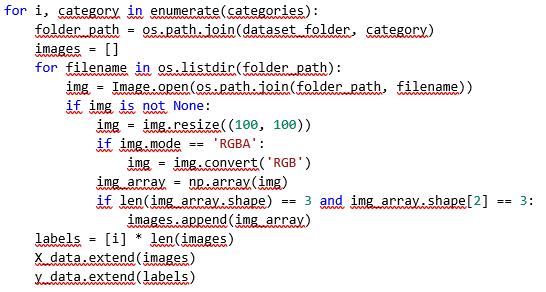 for i, category in enumerate(categories):
    folder_path = os.path.join(dataset_folder, category)
    images = []
    for filename in os.listdir(folder_path):
        img = Image.open(os.path.join(folder_path, filename))
        if img is not None:
            img = img.resize((100, 100))
            if img.mode == 'RGBA':
                img = img.convert('RGB')
            img_array = np.array(img)
            if len(img_array.shape) == 3 and img_array.shape[2] == 3:
                images.append(img_array)
    labels = [i] * len(images)
    X_data.extend(images)
    y_data.extend(labels)